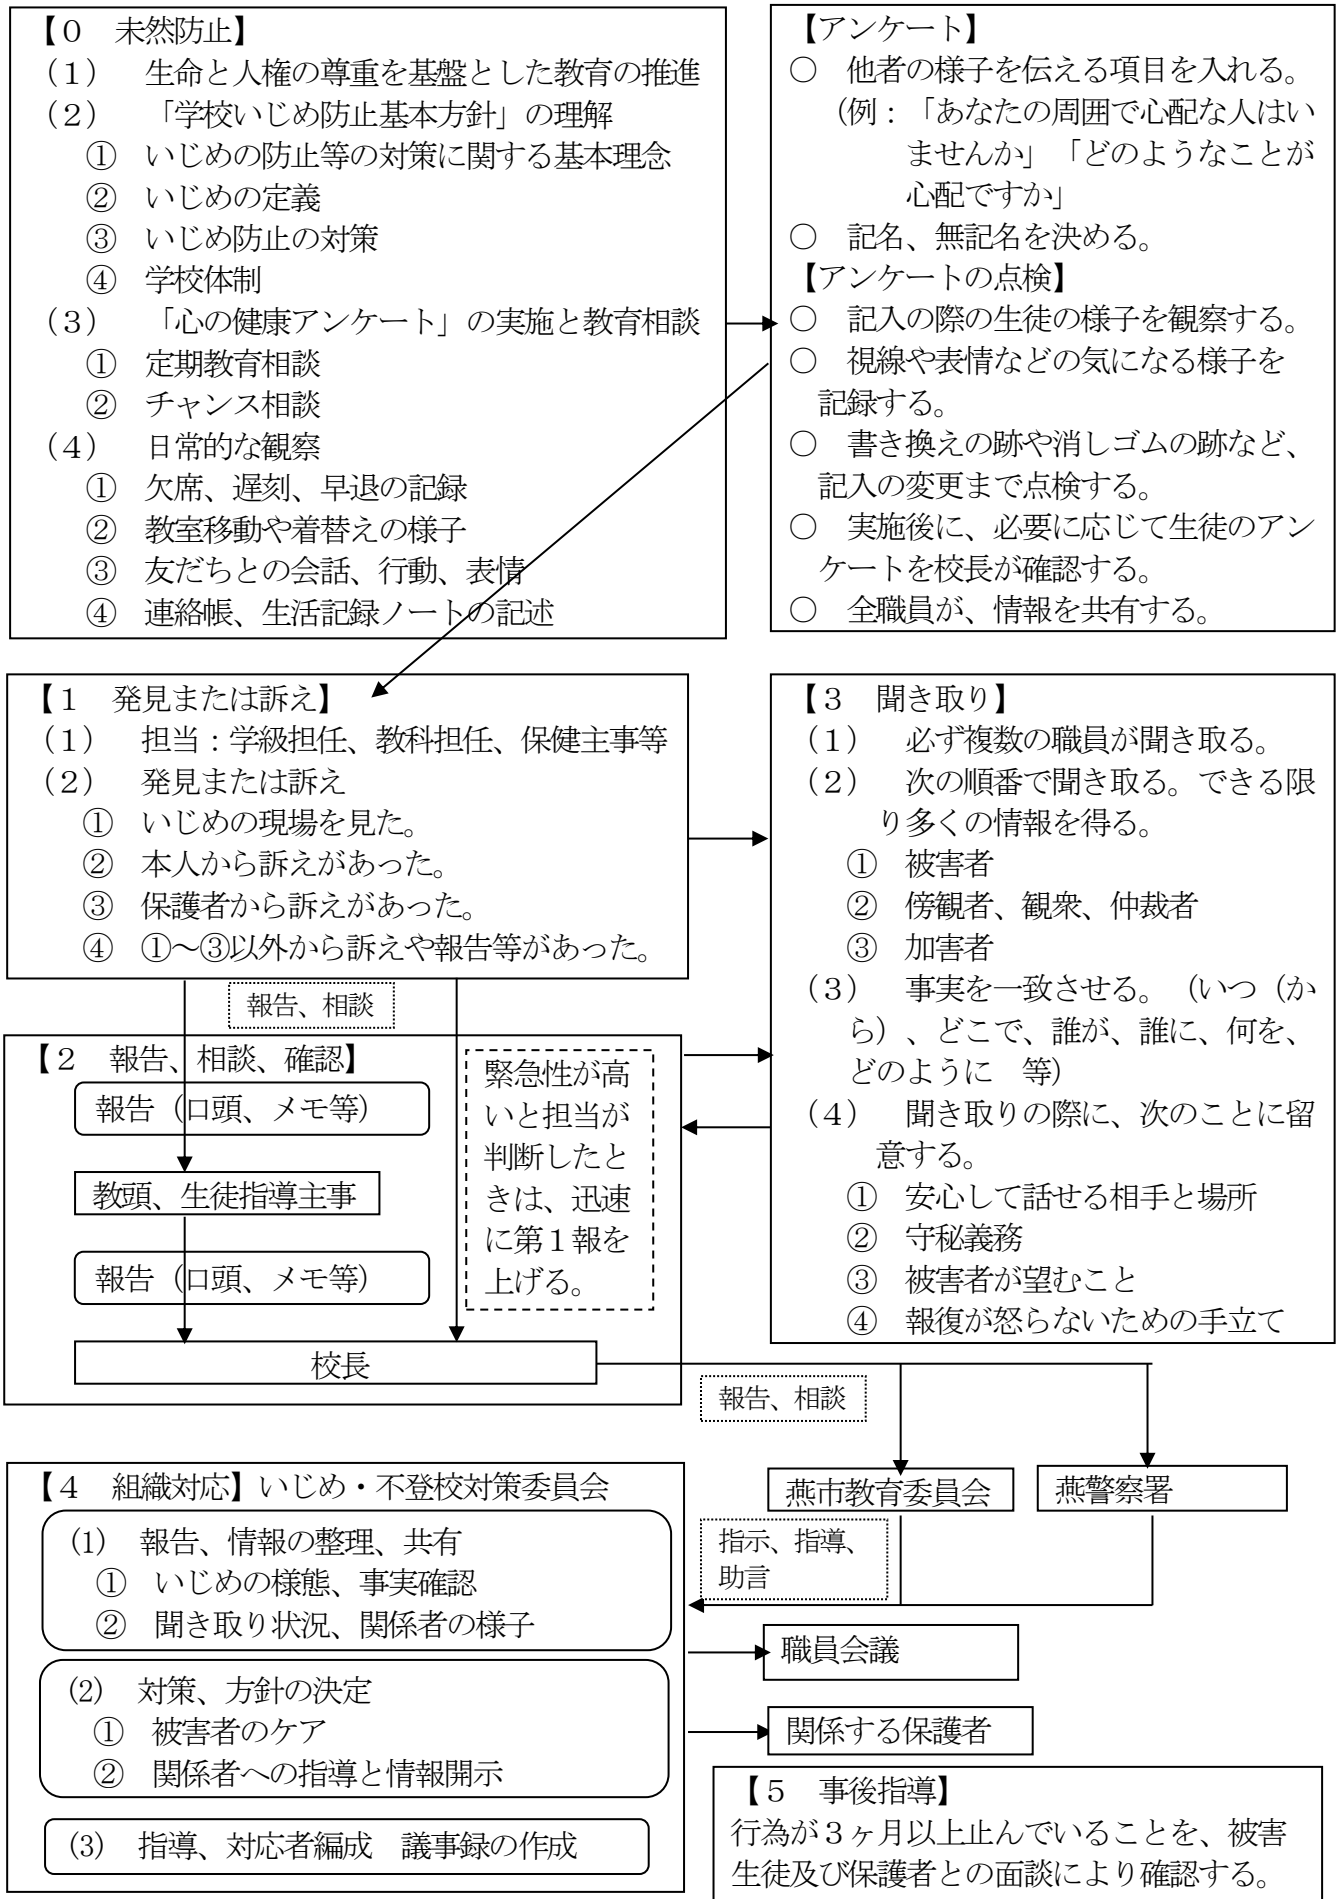 【０　未然防止】
（１）　生命と人権の尊重を基盤とした教育の推進
（２）　「学校いじめ防止基本方針」の理解
①　いじめの防止等の対策に関する基本理念
②　いじめの定義
③　いじめ防止の対策
④　学校体制
（３）　「心の健康アンケート」の実施と教育相談
①　定期教育相談
②　チャンス相談
（４）　日常的な観察
①　欠席、遅刻、早退の記録
②　教室移動や着替えの様子
③　友だちとの会話、行動、表情
④　連絡帳、生活記録ノートの記述
【アンケート】
○　他者の様子を伝える項目を入れる。
（例：「あなたの周囲で心配な人はい
ませんか」「どのようなことが
心配ですか」
○　記名、無記名を決める。
【アンケートの点検】
○　記入の際の生徒の様子を観察する。
○　視線や表情などの気になる様子を
記録する。
○　書き換えの跡や消しゴムの跡など、
記入の変更まで点検する。
○　実施後に、必要に応じて生徒のアン
ケートを校長が確認する。
○　全職員が、情報を共有する。
【１　発見または訴え】
（１）　担当：学級担任、教科担任、保健主事等
（２）　発見または訴え
①　いじめの現場を見た。
②　本人から訴えがあった。
③　保護者から訴えがあった。
④　①～③以外から訴えや報告等があった。
報告、相談
【２　報告、相談、確認】
報告（口頭、メモ等）
教頭、生徒指導主事
報告（口頭、メモ等）
校長
緊急性が高
いと担当が
判断したと
きは、迅速
に第１報を
上げる。
【３　聞き取り】
（１）　必ず複数の職員が聞き取る。
（２）　次の順番で聞き取る。できる限
り多くの情報を得る。
①　被害者
②　傍観者、観衆、仲裁者
③　加害者
（３）　事実を一致させる。（いつ（か
ら）、どこで、誰が、誰に、何を、
どのように　等）
（４）　聞き取りの際に、次のことに留
意する。
①　安心して話せる相手と場所
②　守秘義務
③　被害者が望むこと
④　報復が怒らないための手立て
報告、相談
燕市教育委員会
燕警察署
指示、指導、
助言
【４　組織対応】いじめ・不登校対策委員会
(1)　報告、情報の整理、共有
①　いじめの様態、事実確認
②　聞き取り状況、関係者の様子
(2)　対策、方針の決定
①　被害者のケア
②　関係者への指導と情報開示
(3)　指導、対応者編成　議事録の作成
職員会議
関係する保護者
【５　事後指導】
行為が３ヶ月以上止んでいることを、被害
生徒及び保護者との面談により確認する。